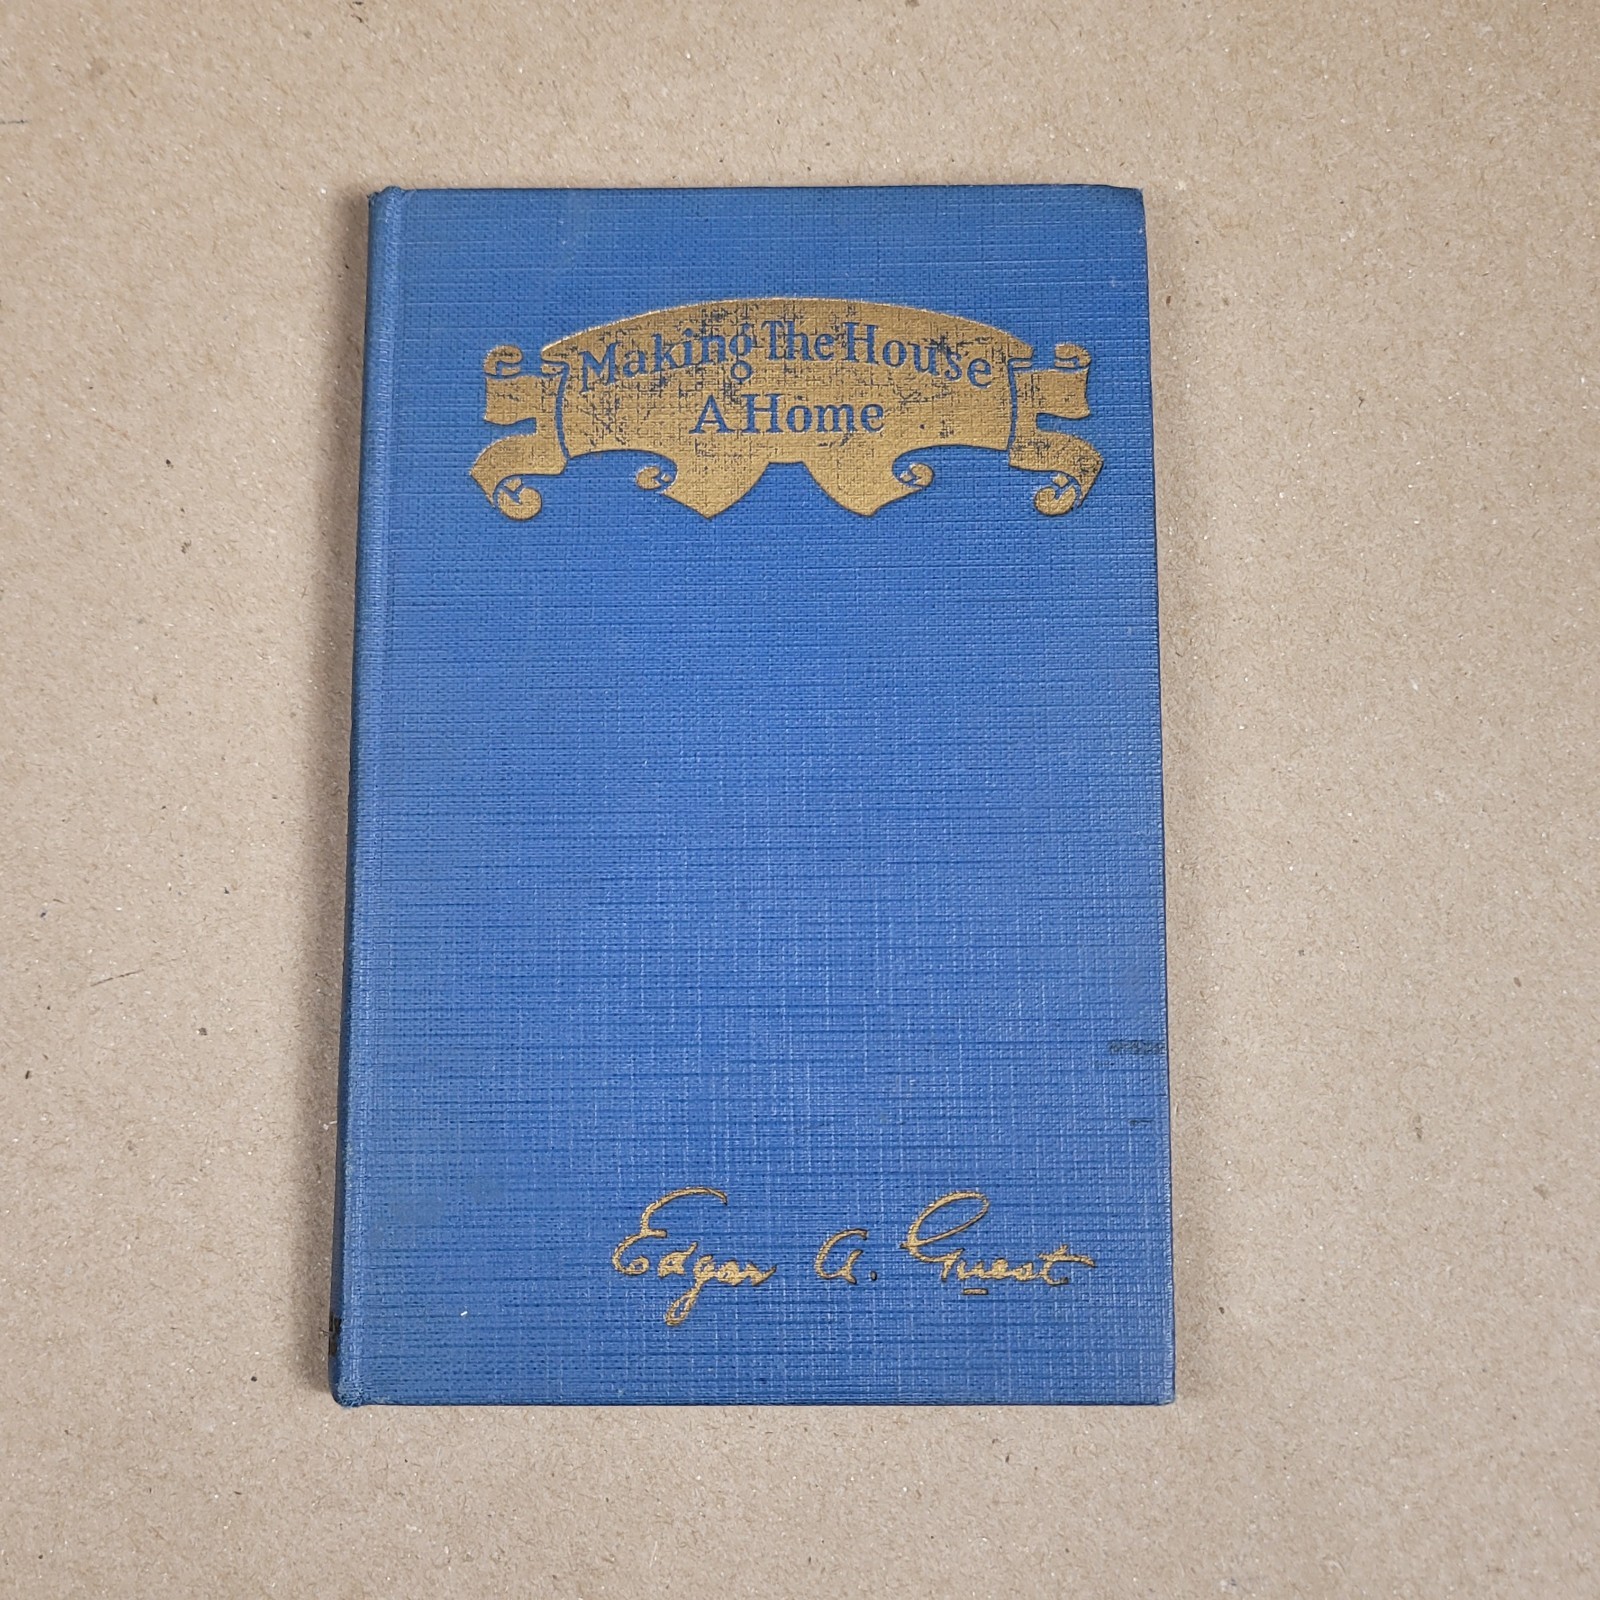 Making The House
A Home
Edgar A. Guest